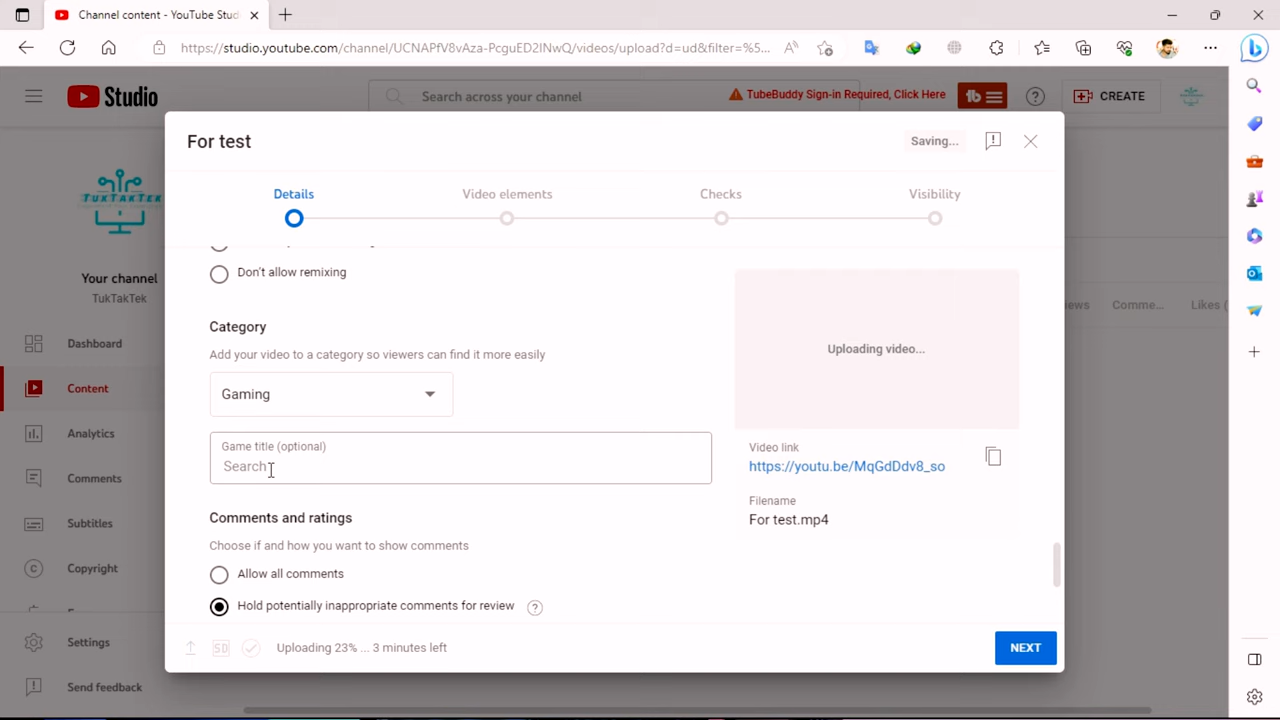 Channel content - YouTube Studi
https://studio.youtube.com/channel/UCNAPfV8vAza-PcguED2INwQ/videos/upload?d=ud&filter=%5...
Studio
Search across your channel
TubeBuddy Sign-in Required, Click Here
tb
CREATE
For test
Saving...
Details
Video elements
Checks
Visibility
TUKTAKTEK
Your channel
TukTakTek
Dashboard
Content
Analytics
Comments
Subtitles
Copyright
Settings
Send feedback
Don't allow remixing
Category
Add your video to a category so viewers can find it more easily
Gaming
Game title (optional)
Search
Comments and ratings
Choose if and how you want to show comments
Allow all comments
Hold potentially inappropriate comments for review
Uploading video...
Video link
https://youtu.be/MqGdDdv8_so
Filename
For test.mp4
Comme...
Likes (
SD
Uploading 23% ... 3 minutes left
NEXT